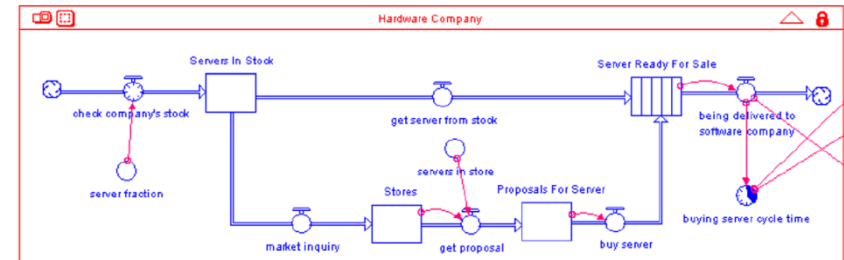 Hardware Company
Servers In Stock
Server Ready For Sale
check company's stock
get server from stock
being delivered to
software company
servers in store
server fraction
Stores
Proposals For Server
buying server cycle time
market inquiry
get proposal
buy server